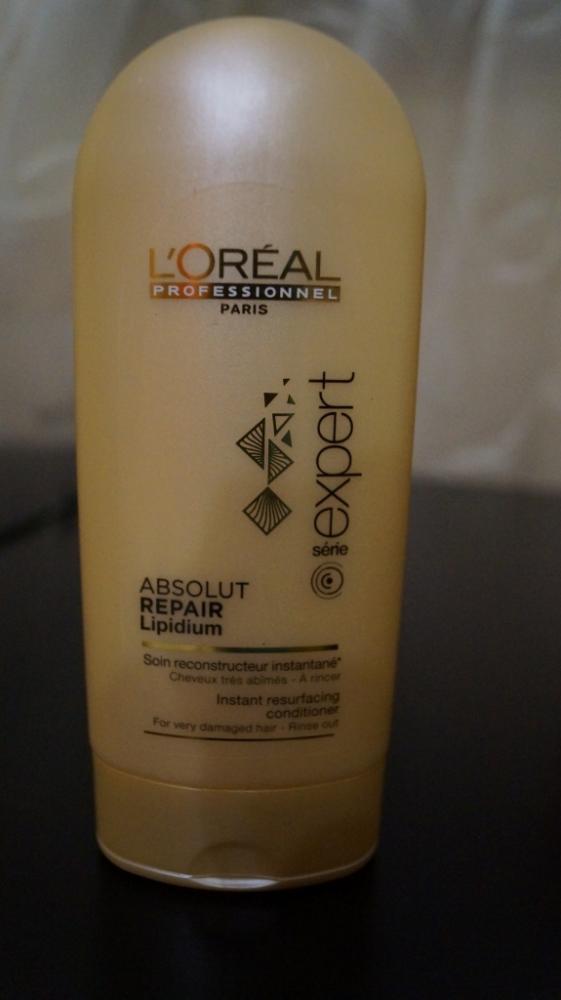 L'ORÉAL
PROFESSIONNEL
PARIS
série expert
ABSOLUT
REPAIR
Lipidium
Soin reconstructeur instantané*
Cheveux très abîmés - À rincer
Instant resurfacing
conditioner
For very damaged hair - Rinse out